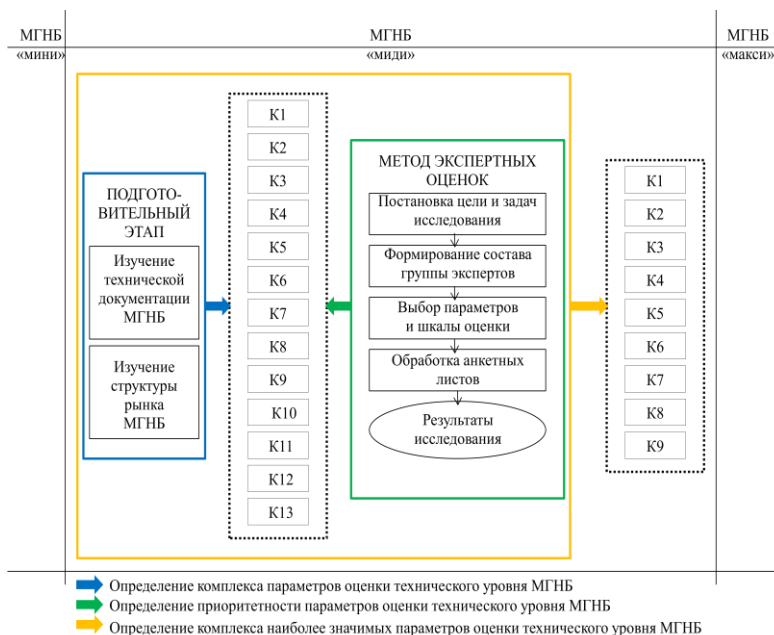 МГНБ
«мини»
МГНБ
«миди»
МГНБ
«макси»
ПОДГОТО-
ВИТЕЛЬНЫЙ
ЭТАП
Изучение
технической
документации
МГНБ
Изучение
структуры
рынка
МГНБ
К1
К2
К3
К4
К5
К6
К7
К8
К9
К10
К11
К12
К13
МЕТОД ЭКСПЕРТНЫХ
ОЦЕНОК
Постановка цели и задач
исследования
Формирование состава
группы экспертов
Выбор параметров
и шкалы оценки
Обработка анкетных
листов
Результаты
исследования
К1
К2
К3
К4
К5
К6
К7
К8
К9
Определение комплекса параметров оценки технического уровня МГНБ
Определение приоритетности параметров оценки технического уровня МГНБ
Определение комплекса наиболее значимых параметров оценки технического уровня МГНБ